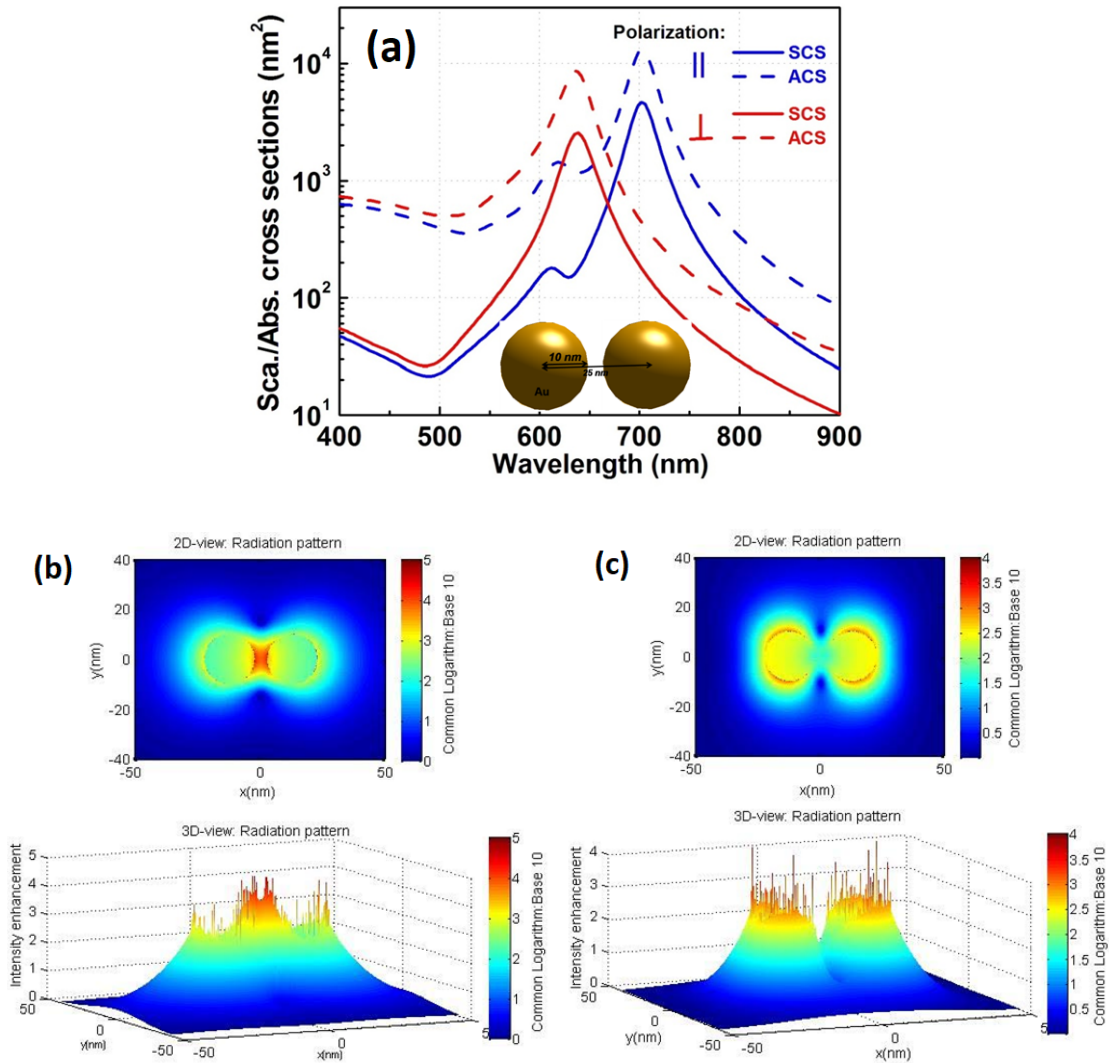 (a)
Polarization:
|| SCS
ACS
⊥ SCS
ACS
Sca./Abs. cross sections (nm²)
10⁴
10³
10²
10¹
10 nm
25 nm
Au
400 500 600 700 800 900
Wavelength (nm)
(b)
2D-view: Radiation pattern
40
20
0
-20
-40
y(nm)
-50 0 50
x(nm)
5
4
3
2
1
0
Common Logarithm:Base 10
(c)
2D-view: Radiation pattern
40
20
0
-20
-40
y(nm)
-50 0 50
x(nm)
4
3.5
3
2.5
2
1.5
1
0.5
Common Logarithm:Base 10
3D-view: Radiation pattern
Intensity enhancement
5
4
3
2
1
0
50
0
-50
y(nm)
-50
0
5
x(nm)
5
4
3
2
1
0
Common Logarithm:Base 10
3D-view: Radiation pattern
Intensity enhancement
4
3
2
1
0
50
0
-50
y(nm)
-50
0
5
x(nm)
4
3.5
3
2.5
2
1.5
1
0.5
Common Logarithm:Base 10